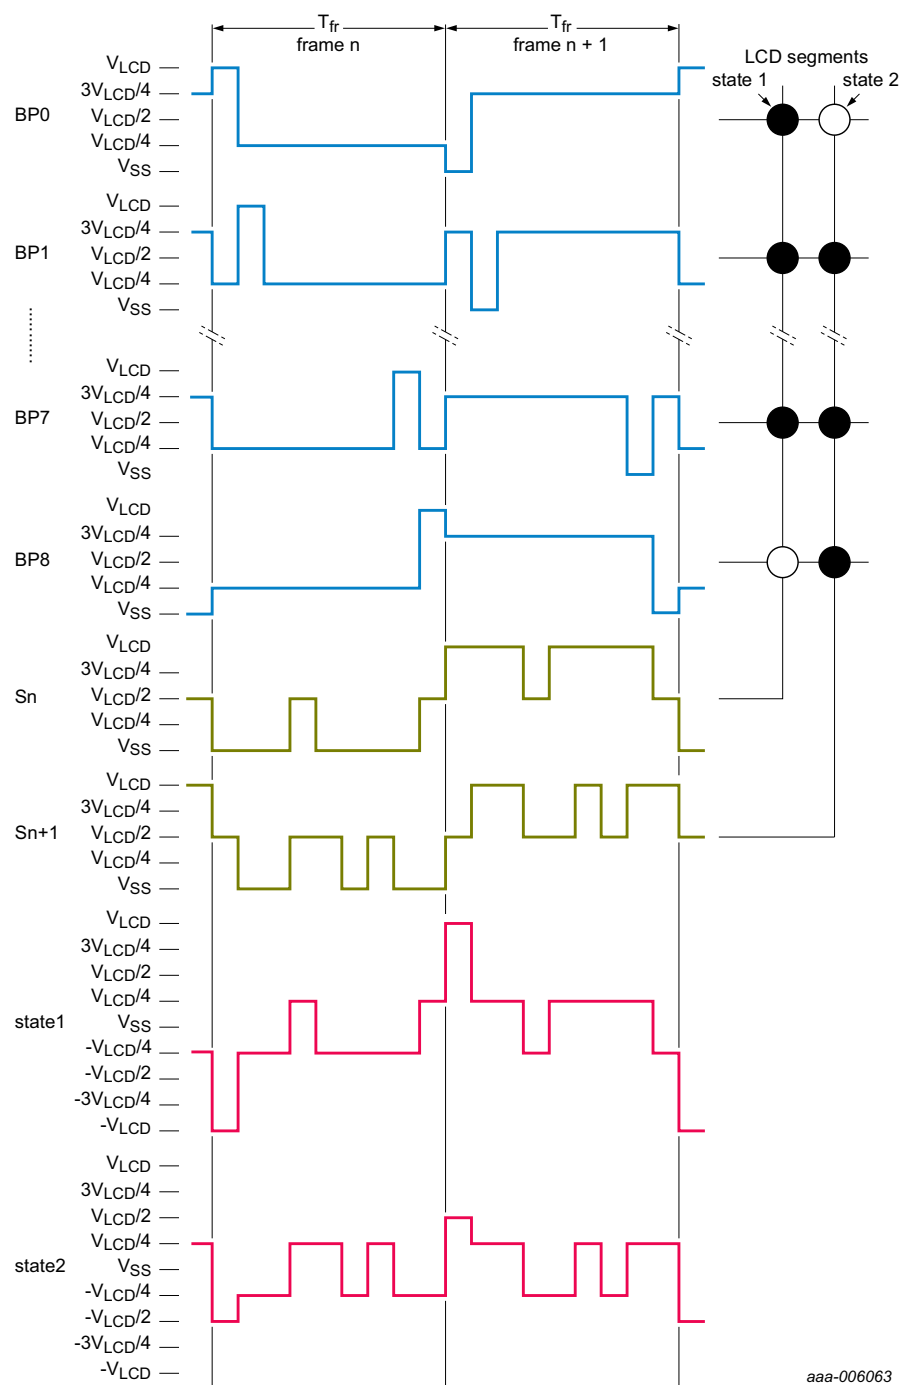 Tfr Tfr
frame n frame n + 1
LCD segments
state 1 state 2
BP0
VLCD
3VLCD/4
VLCD/2
VLCD/4
VSS
BP1
VLCD
3VLCD/4
VLCD/2
VLCD/4
VSS
BP7
VLCD
3VLCD/4
VLCD/2
VLCD/4
VSS
BP8
VLCD
3VLCD/4
VLCD/2
VLCD/4
VSS
Sn
VLCD
3VLCD/4
VLCD/2
VLCD/4
VSS
Sn+1
VLCD
3VLCD/4
VLCD/2
VLCD/4
VSS
state1
VLCD
3VLCD/4
VLCD/2
VLCD/4
VSS
-VLCD/4
-VLCD/2
-3VLCD/4
-VLCD
state2
VLCD
3VLCD/4
VLCD/2
VLCD/4
VSS
-VLCD/4
-VLCD/2
-3VLCD/4
-VLCD
aaa-006063